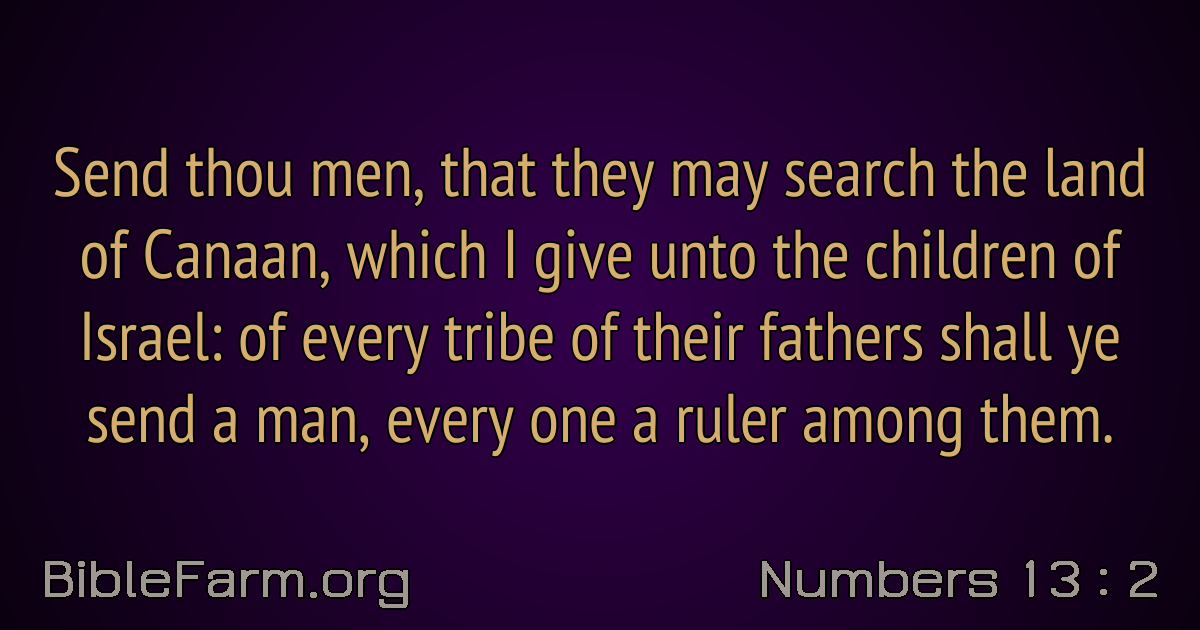 Send thou men, that they may search the land
of Canaan, which I give unto the children of
Israel: of every tribe of their fathers shall ye
send a man, every one a ruler among them.
BibleFarm.org
Numbers 13 : 2